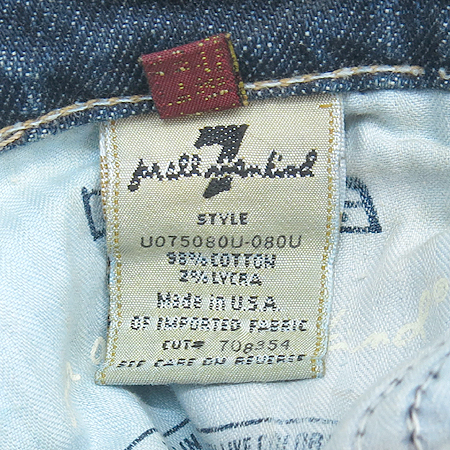 7
for all mankind
STYLE
U075080U-080U
98% COTTON
2% LYCRA
Made in U.S.A.
OF IMPORTED FABRIC
CUT# 708354
SEE CARE ON REVERSE